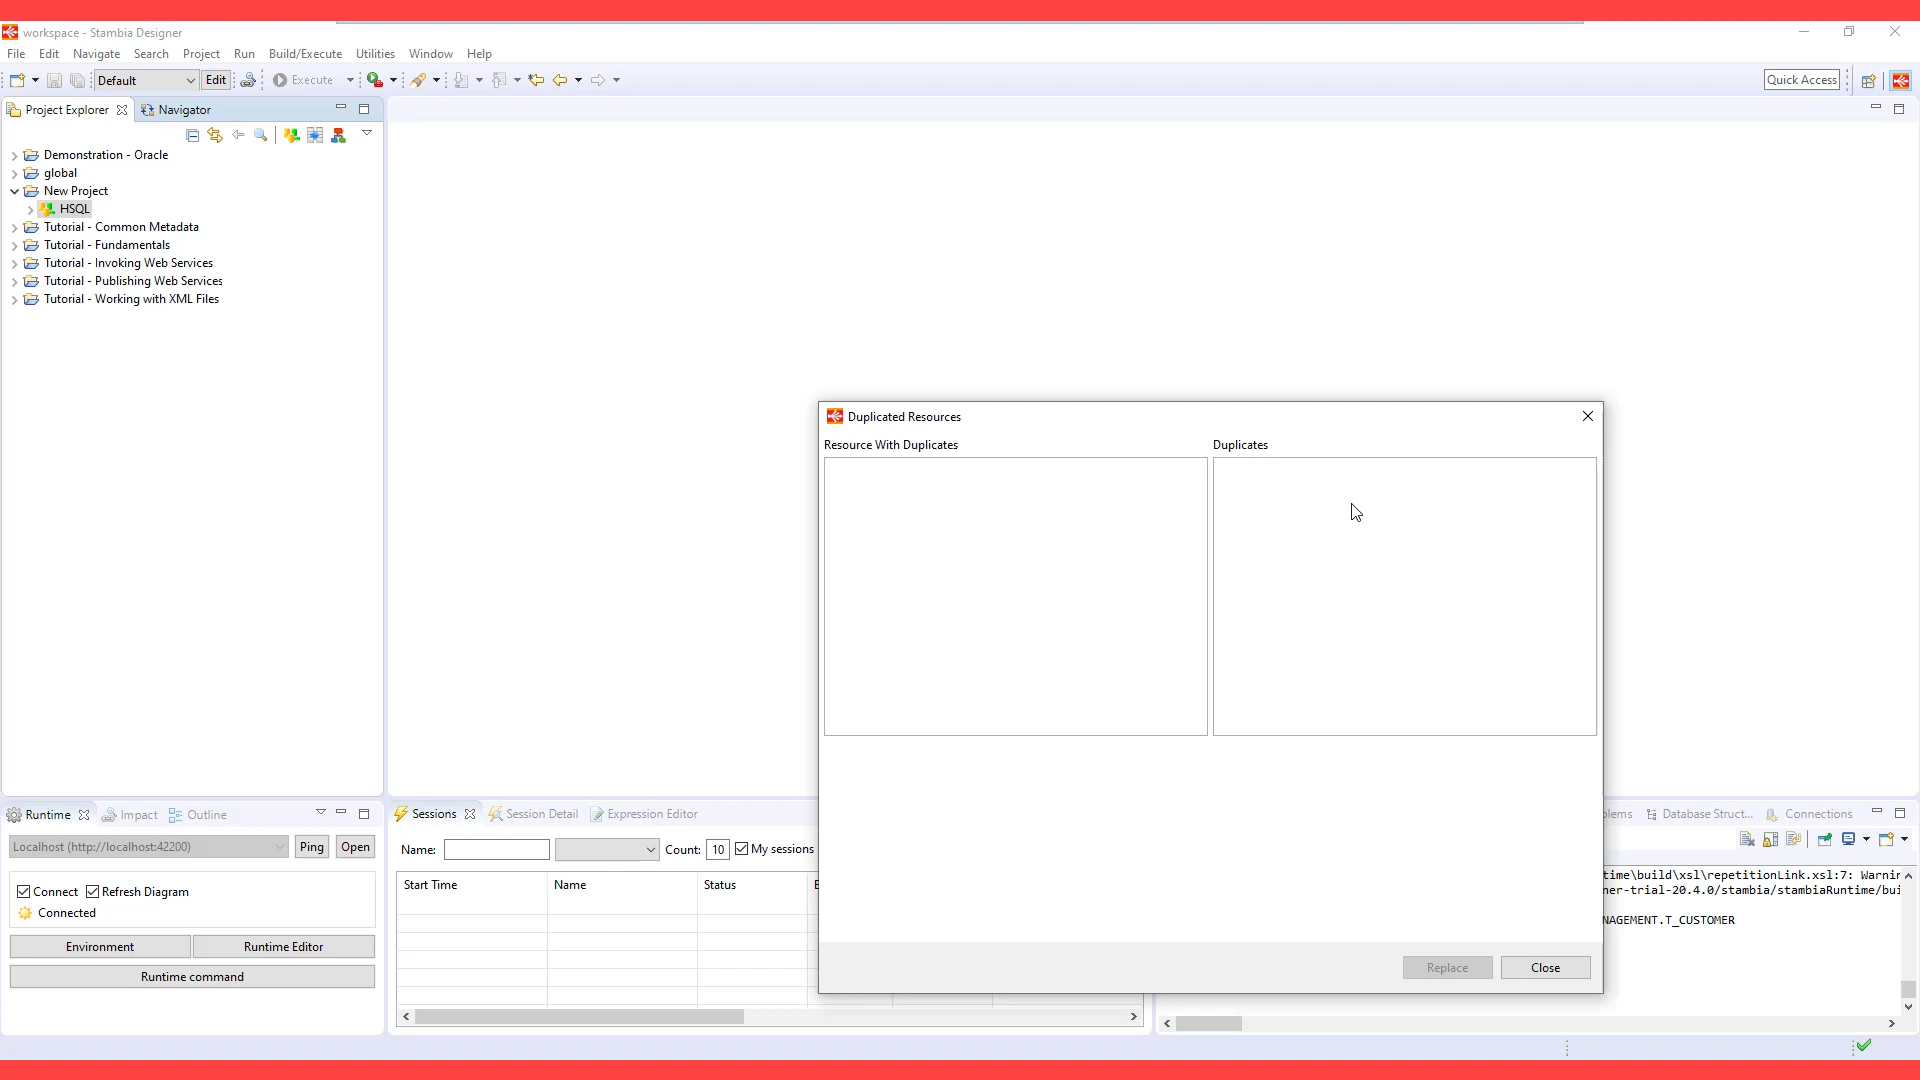 workspace - Stambia Designer
File Edit Navigate Search Project Run Build/Execute Utilities Window Help
Default Edit Execute Quick Access
Project Explorer Navigator
Demonstration - Oracle
global
New Project
HSQL
Tutorial - Common Metadata
Tutorial - Fundamentals
Tutorial - Invoking Web Services
Tutorial - Publishing Web Services
Tutorial - Working with XML Files
Duplicated Resources
Resource With Duplicates Duplicates
Replace Close
Runtime Impact Outline
Localhost (http://localhost:42200) Ping Open
Connect Refresh Diagram
Connected
Environment Runtime Editor
Runtime command
Sessions Session Detail Expression Editor
Name: Count: 10 My sessions
Start Time Name Status
blems Database Struct... Connections
time\build\xsl\repetitionLink.xsl:7: Warnin
er-trial-20.4.0/stambia/stambiaRuntime/bui
NAGEMENT.T_CUSTOMER